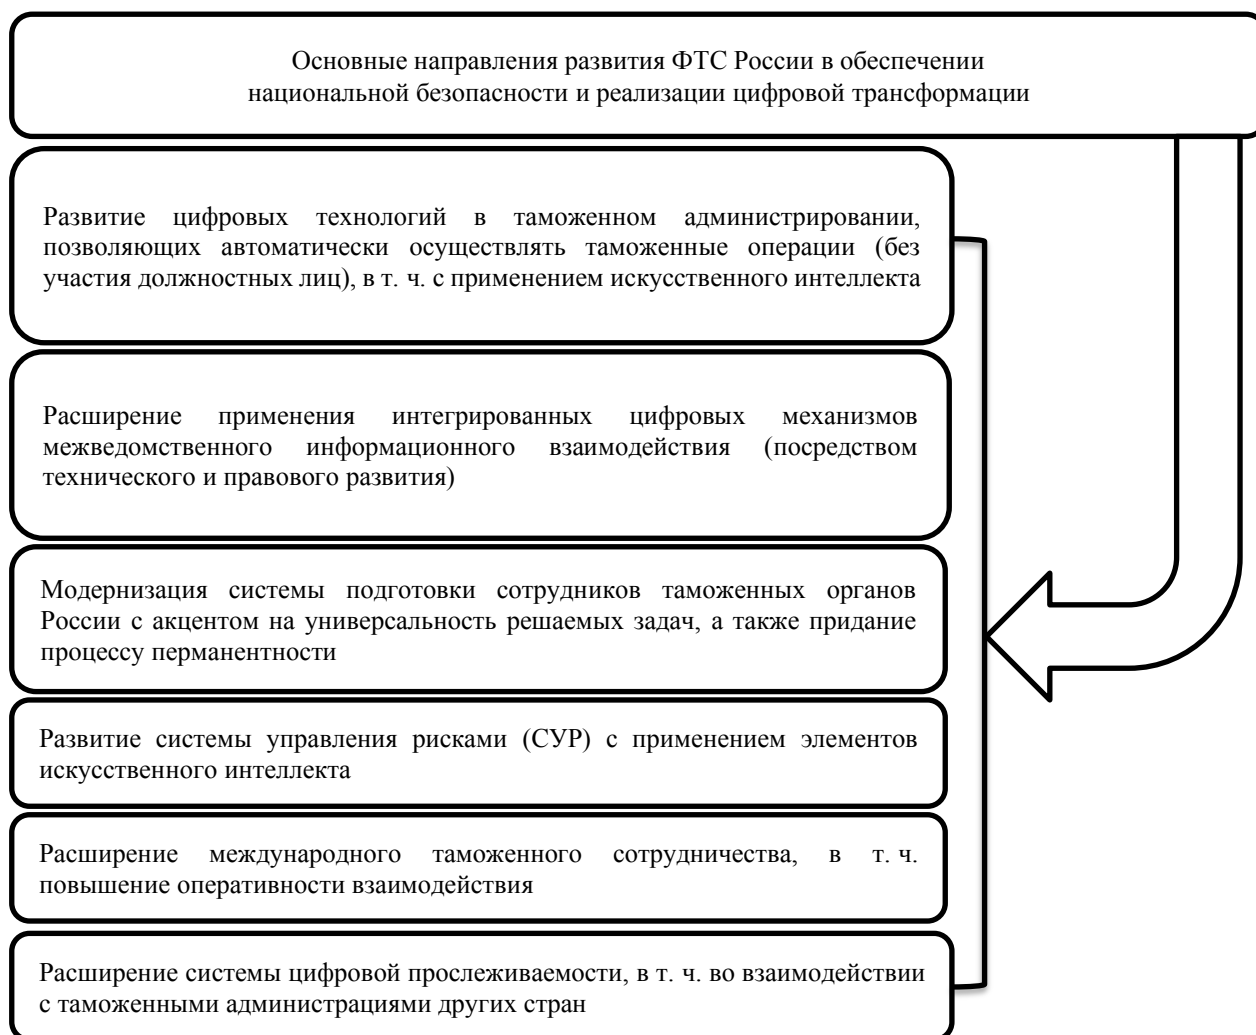 Основные направления развития ФТС России в обеспечении
национальной безопасности и реализации цифровой трансформации
Развитие цифровых технологий в таможенном администрировании,
позволяющих автоматически осуществлять таможенные операции (без
участия должностных лиц), в т. ч. с применением искусственного интеллекта
Расширение применения интегрированных цифровых механизмов
межведомственного информационного взаимодействия (посредством
технического и правового развития)
Модернизация системы подготовки сотрудников таможенных органов
России с акцентом на универсальность решаемых задач, а также придание
процессу перманентности
Развитие системы управления рисками (СУР) с применением элементов
искусственного интеллекта
Расширение международного таможенного сотрудничества, в т. ч.
повышение оперативности взаимодействия
Расширение системы цифровой прослеживаемости, в т. ч. во взаимодействии
с таможенными администрациями других стран